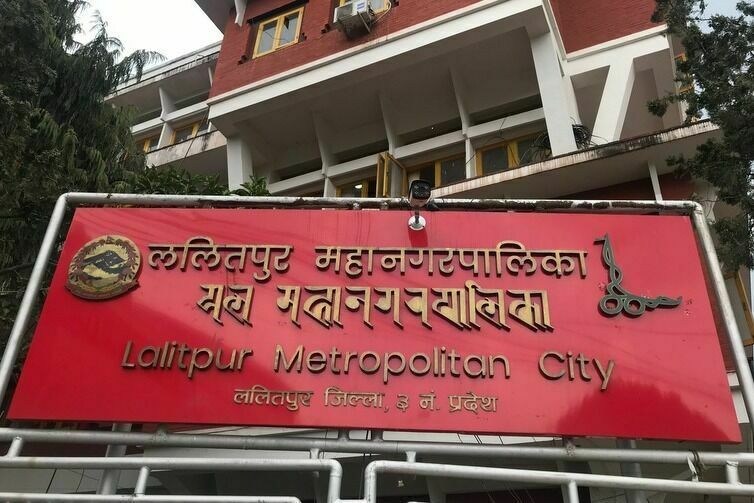 ललितपुर महानगरपालिका
𑐫𑐮 𑐩𑐴𑐵𑐣𑐐𑐬𑐥𑐵𑐮𑐶𑐎𑐵
Lalitpur Metropolitan City
ललितपुर जिल्ला, ३ नं. प्रदेश